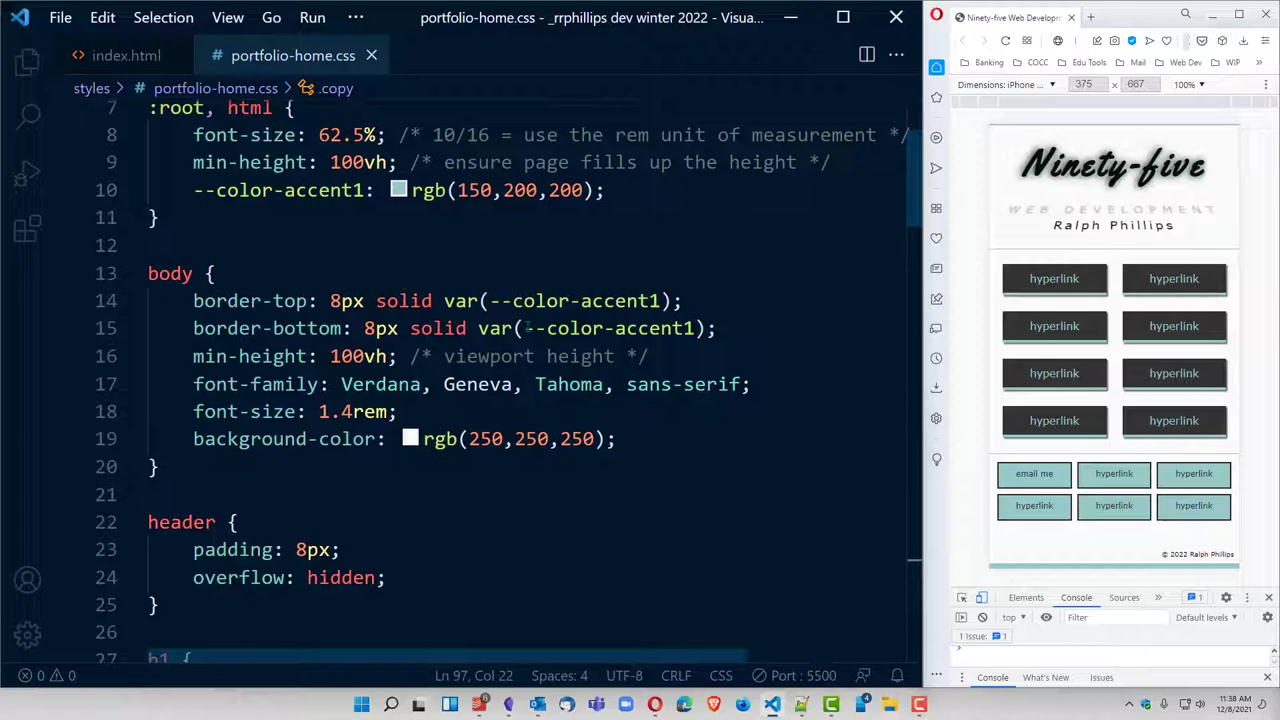 File Edit Selection View Go Run ··· portfolio-home.css - _rrphillips dev winter 2022 - Visua...
<> index.html # portfolio-home.css
styles > # portfolio-home.css > .copy
7 :root, html {
8 font-size: 62.5%; /* 10/16 = use the rem unit of measurement */
9 min-height: 100vh; /* ensure page fills up the height */
10 --color-accent1: rgb(150,200,200);
11 }
12
13 body {
14 border-top: 8px solid var(--color-accent1);
15 border-bottom: 8px solid var(--color-accent1);
16 min-height: 100vh; /* viewport height */
17 font-family: Verdana, Geneva, Tahoma, sans-serif;
18 font-size: 1.4rem;
19 background-color: rgb(250,250,250);
20 }
21
22 header {
23 padding: 8px;
24 overflow: hidden;
25 }
26
27 h1 {
0 0 Ln 97, Col 22 Spaces: 4 UTF-8 CRLF CSS Port : 5500
Ninety-five Web Developm
Banking COCC Edu Tools Mail Web Dev WIP »
Dimensions: iPhone ... 375 x 667 100%
Ninety-five
WEB DEVELOPMENT
Ralph Phillips
hyperlink hyperlink
hyperlink hyperlink
hyperlink hyperlink
hyperlink hyperlink
email me hyperlink hyperlink
hyperlink hyperlink hyperlink
© 2022 Ralph Phillips
Elements Console Sources » 1
top Filter Default levels
1 Issue: 1
>
Console What's New Issues
6 4
11:38 AM
12/8/2021